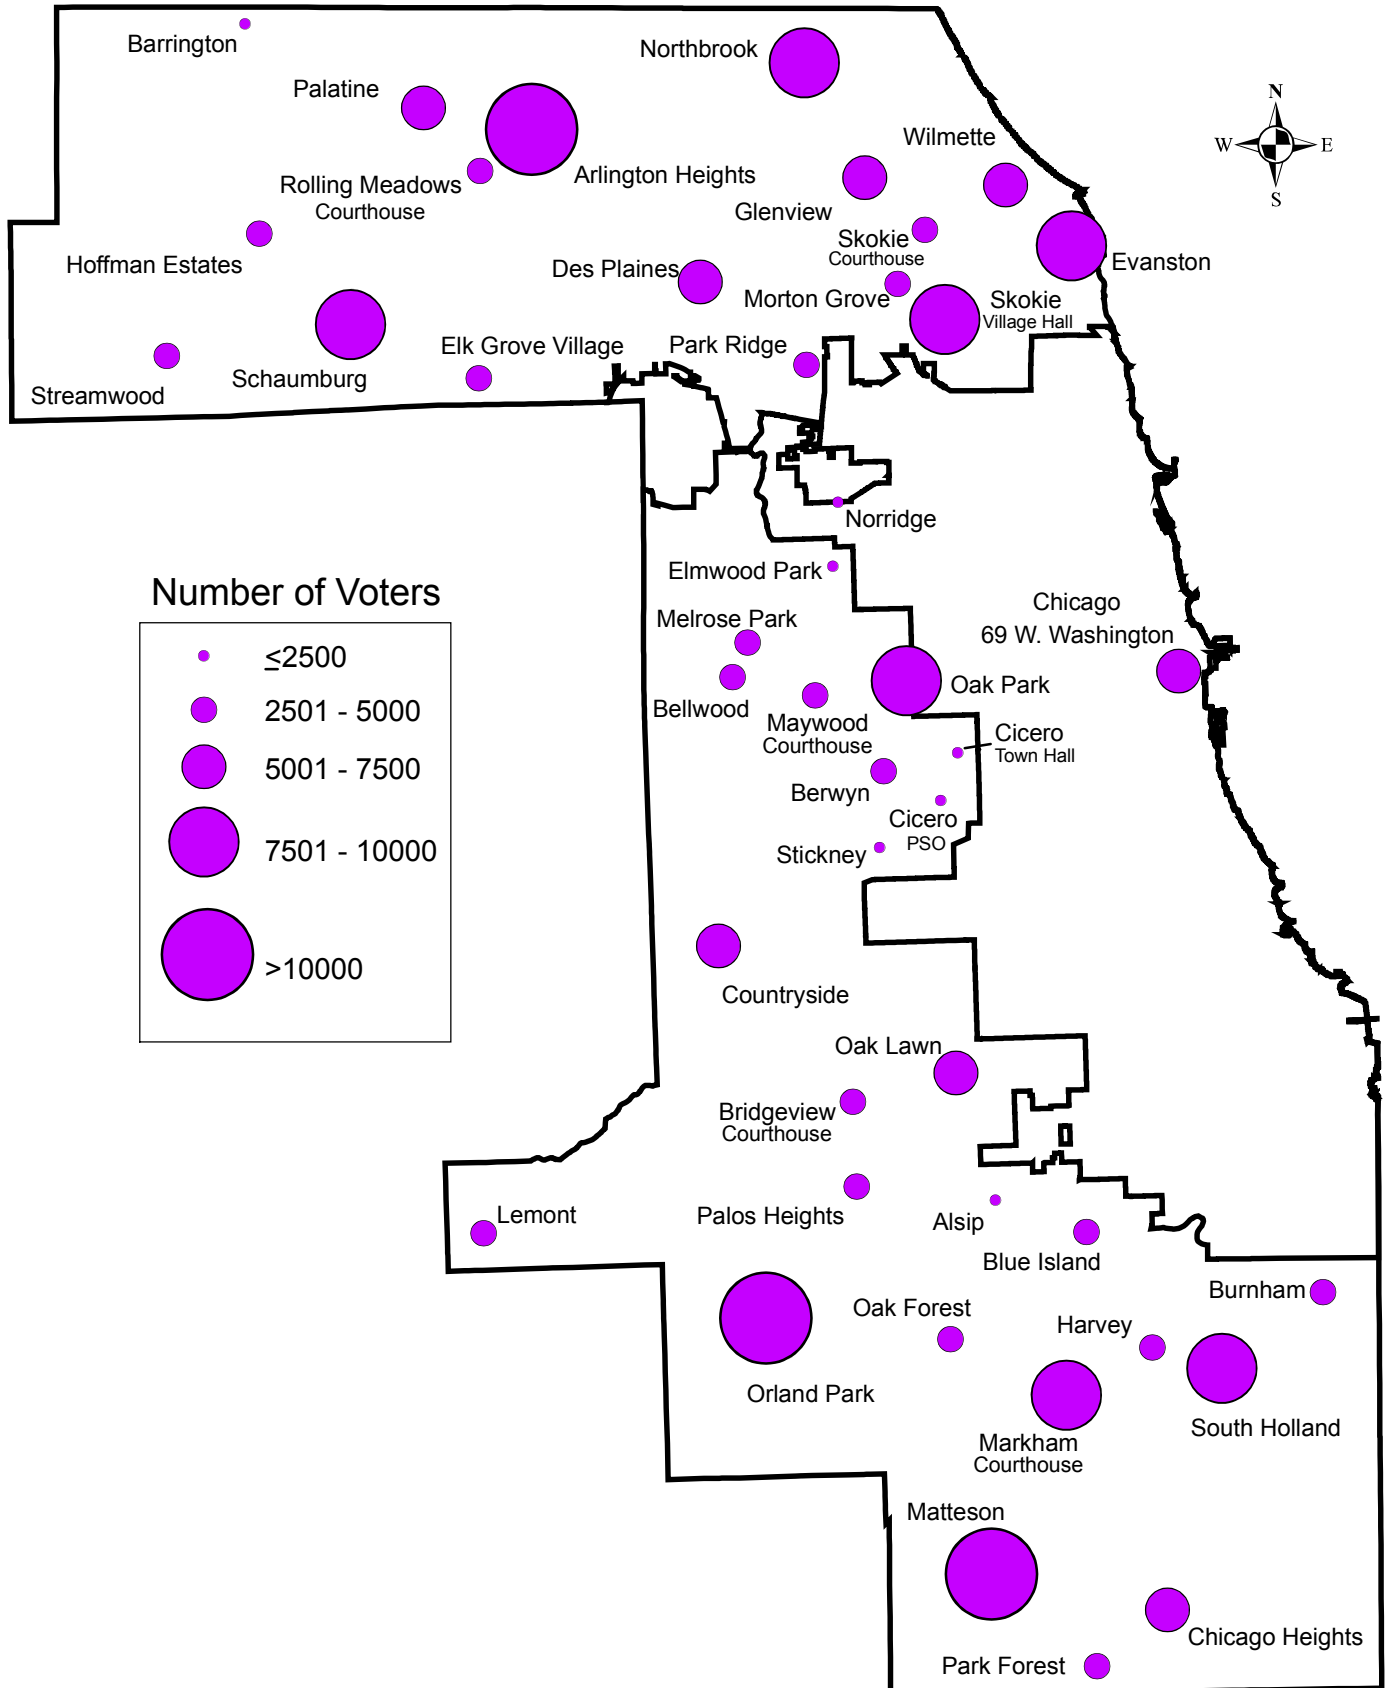 Barrington
Northbrook
Palatine
N
Wilmette
W
E
Arlington Heights
Rolling Meadows
Courthouse
S
Glenview
Skokie
Courthouse
Hoffman Estates
Des Plaines
Evanston
Morton Grove
Skokie
Village Hall
Elk Grove Village
Park Ridge
Schaumburg
Streamwood
Norridge
Elmwood Park
Number of Voters
≤2500
2501 - 5000
5001 - 7500
7501 - 10000
>10000
Chicago
69 W. Washington
Melrose Park
Oak Park
Bellwood
Maywood
Courthouse
Cicero
Town Hall
Berwyn
Cicero
PSO
Stickney
Countryside
Oak Lawn
Bridgeview
Courthouse
Lemont
Palos Heights
Alsip
Blue Island
Burnham
Oak Forest
Harvey
Orland Park
South Holland
Markham
Courthouse
Matteson
Chicago Heights
Park Forest